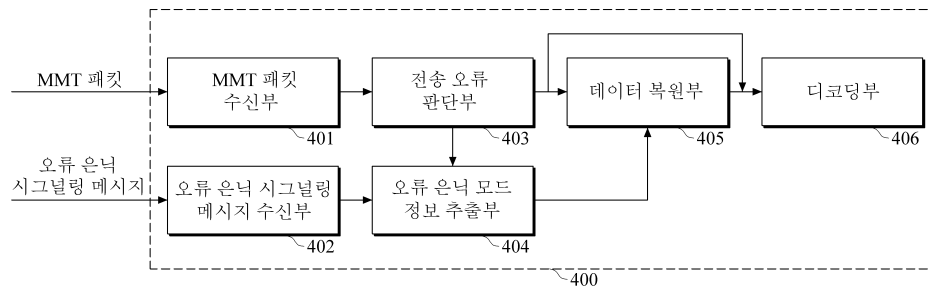 MMT 패킷
MMT 패킷
수신부
401
전송 오류
판단부
403
데이터 복원부
405
디코딩부
406
오류 은닉
시그널링 메시지
오류 은닉 시그널링
메시지 수신부
402
오류 은닉 모드
정보 추출부
404
400